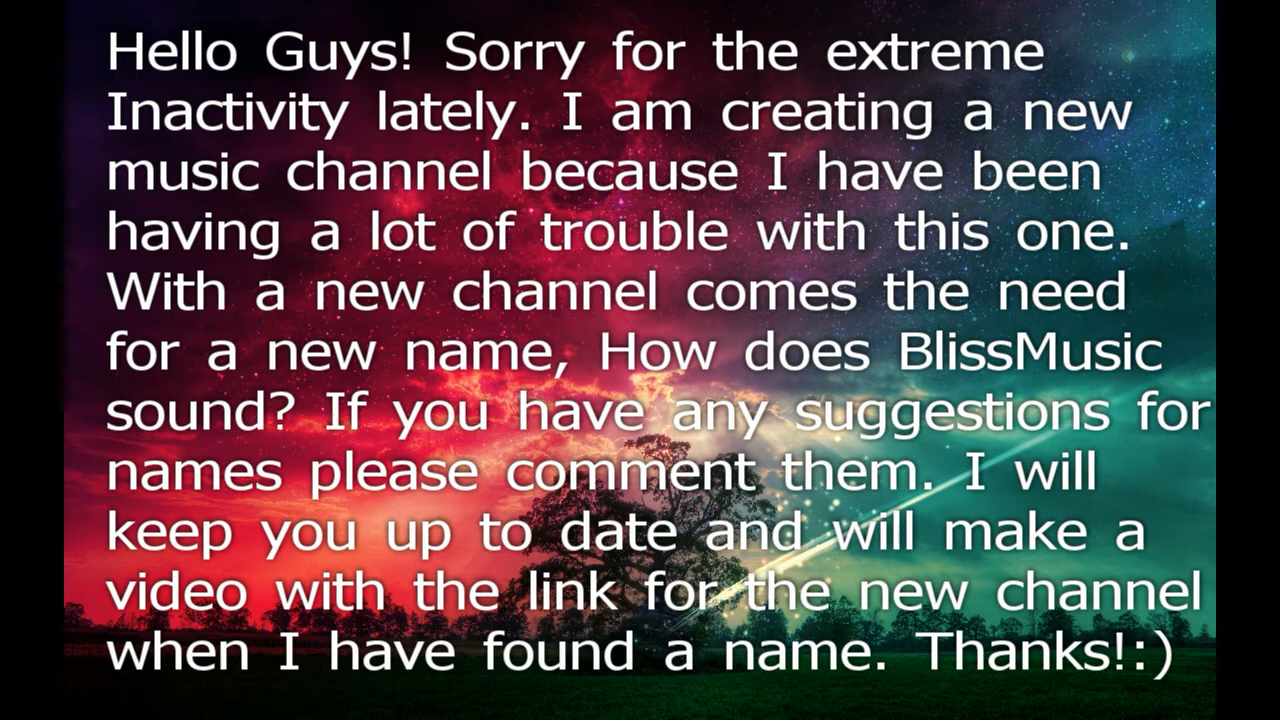 Hello Guys! Sorry for the extreme
Inactivity lately. I am creating a new
music channel because I have been
having a lot of trouble with this one.
With a new channel comes the need
for a new name, How does BlissMusic
sound? If you have any suggestions for
names please comment them. I will
keep you up to date and will make a
video with the link for the new channel
when I have found a name. Thanks!:)